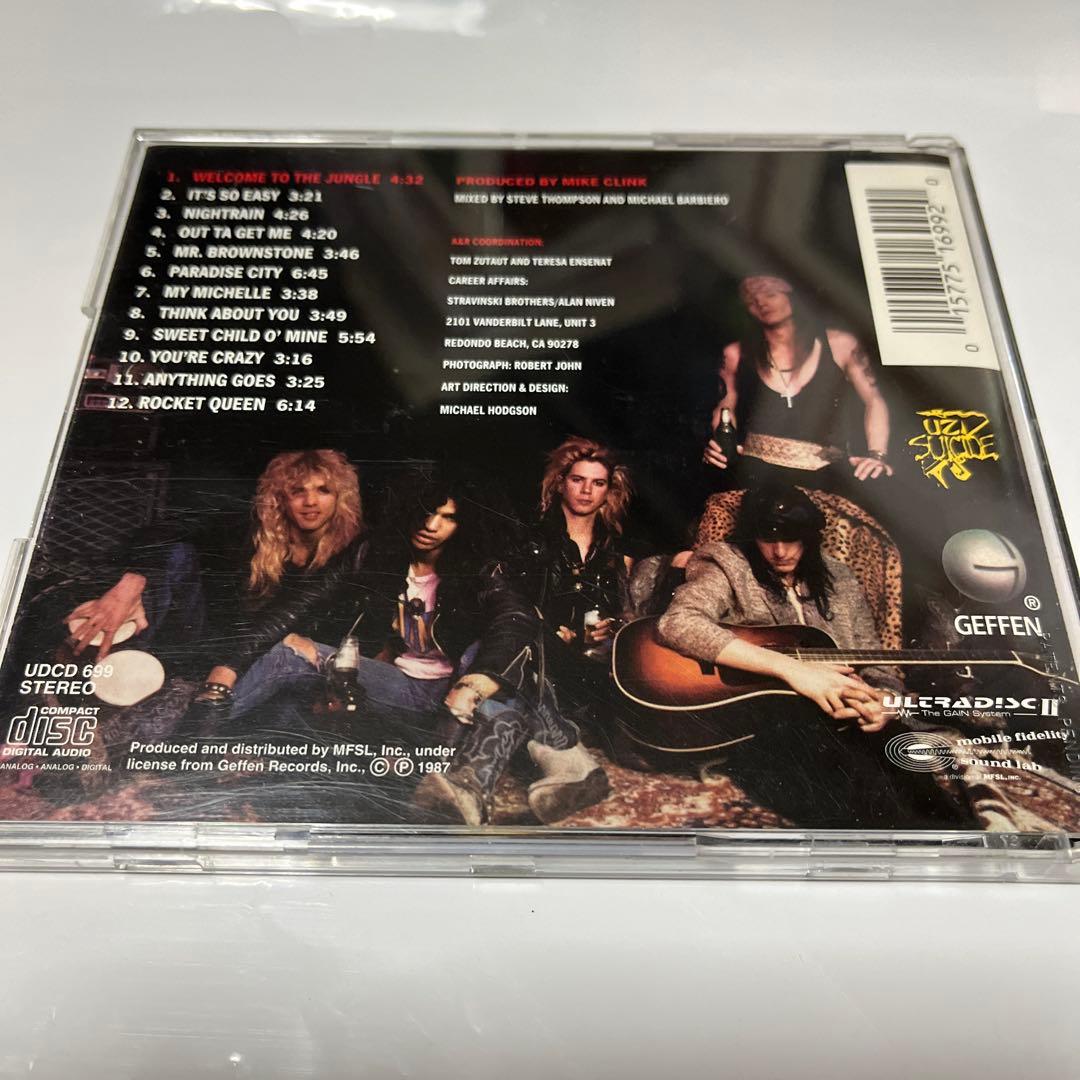 1. WELCOME TO THE JUNGLE 4:32
2. IT'S SO EASY 3:21
3. NIGHTRAIN 4:26
4. OUT TA GET ME 4:20
5. MR. BROWNSTONE 3:46
6. PARADISE CITY 6:45
7. MY MICHELLE 3:38
8. THINK ABOUT YOU 3:49
9. SWEET CHILD O' MINE 5:54
10. YOU'RE CRAZY 3:16
11. ANYTHING GOES 3:25
12. ROCKET QUEEN 6:14
PRODUCED BY MIKE CLINK
MIXED BY STEVE THOMPSON AND MICHAEL BARBIERO
A&R COORDINATION:
TOM ZUTAUT AND TERESA ENSENAT
CAREER AFFAIRS:
STRAVINSKI BROTHERS/ALAN NIVEN
2101 VANDERBILT LANE, UNIT 3
REDONDO BEACH, CA 90278
PHOTOGRAPH: ROBERT JOHN
ART DIRECTION & DESIGN:
MICHAEL HODGSON
0 15775 16992 0
UZI
SUICIDE
®
GEFFEN
ULTRADISC II
The GAIN System
mobile fidelity
sound lab
a division of MFSL, INC.
UDCD 699
STEREO
COMPACT
disc
DIGITAL AUDIO
ANALOG • ANALOG • DIGITAL
Produced and distributed by MFSL, Inc., under
license from Geffen Records, Inc., Ⓒ Ⓟ 1987